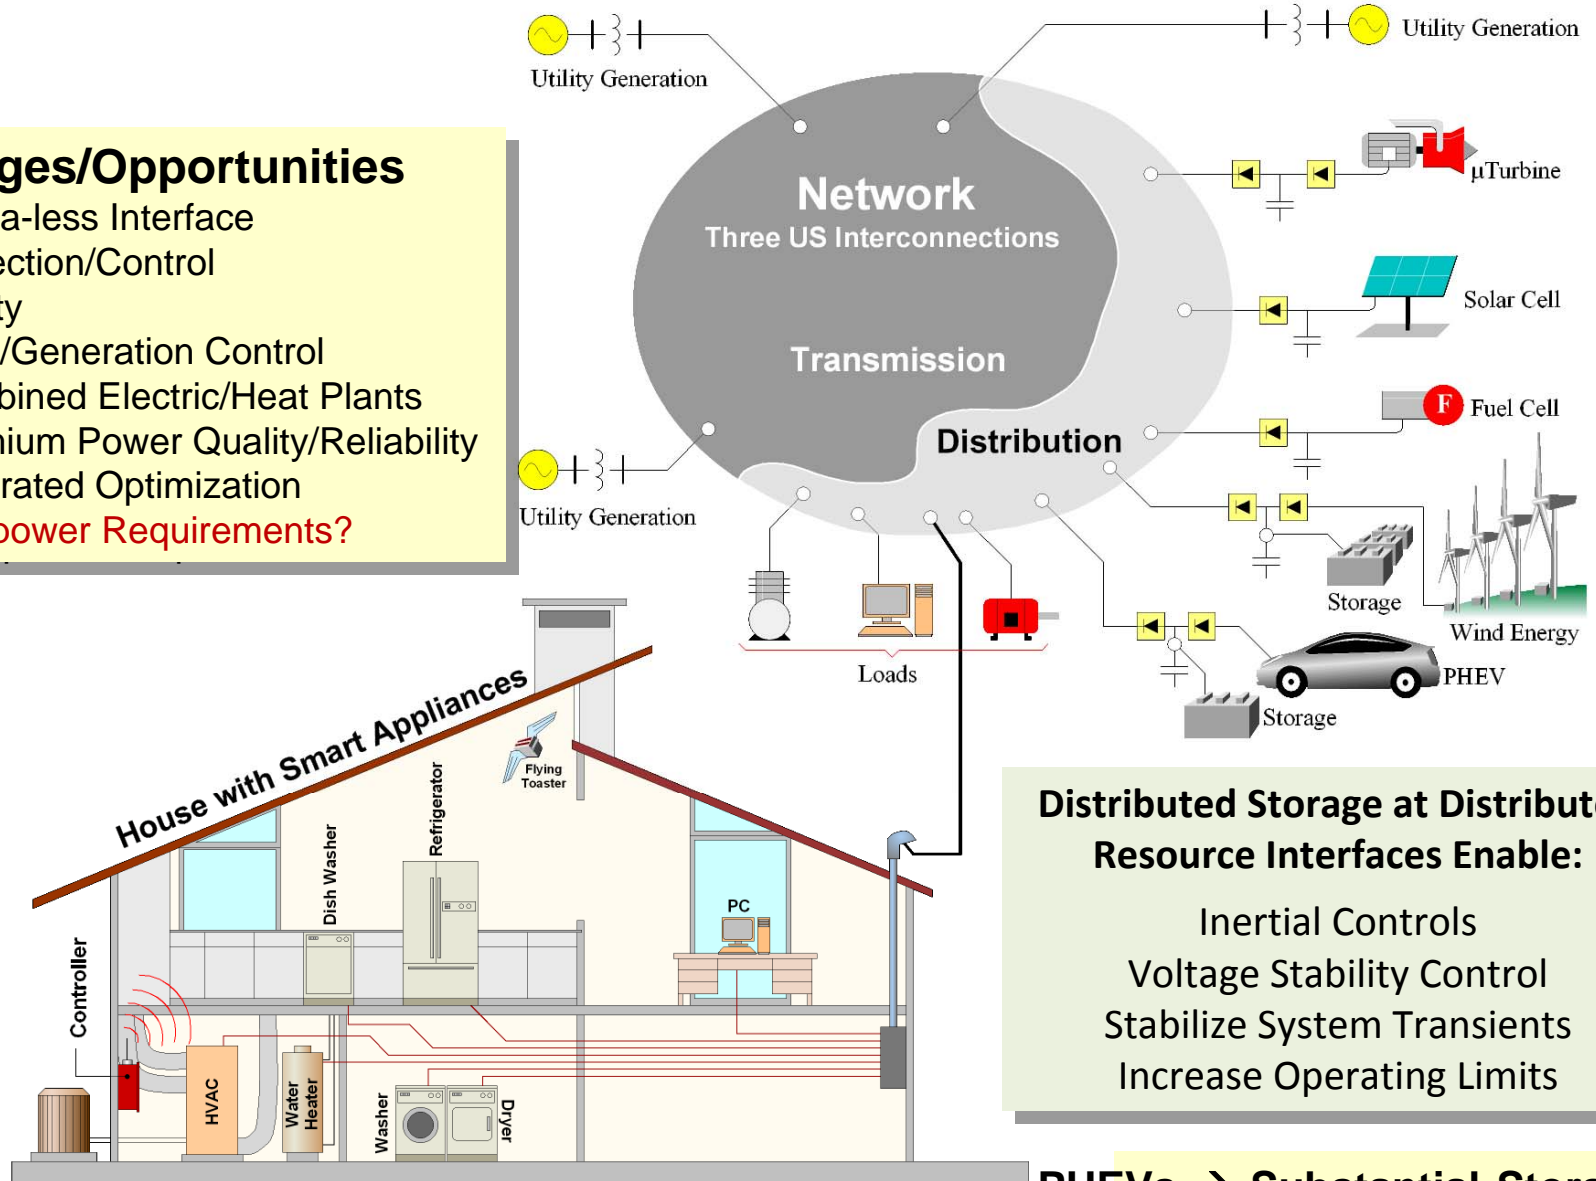 Utility Generation
Utility Generation
ges/Opportunities
a-less Interface
ection/Control
ty
/Generation Control
bined Electric/Heat Plants
nium Power Quality/Reliability
rated Optimization
power Requirements?
Network
Three US Interconnections
Transmission
Distribution
Utility Generation
µTurbine
Solar Cell
F
Fuel Cell
Storage
Wind Energy
PHEV
Storage
Loads
House with Smart Appliances
Flying
Toaster
Refrigerator
Dish Washer
PC
Controller
HVAC
Water
Heater
Washer
Dryer
Distributed Storage at Distribute
Resource Interfaces Enable:
Inertial Controls
Voltage Stability Control
Stabilize System Transients
Increase Operating Limits
PHEVs → Substantial Stora